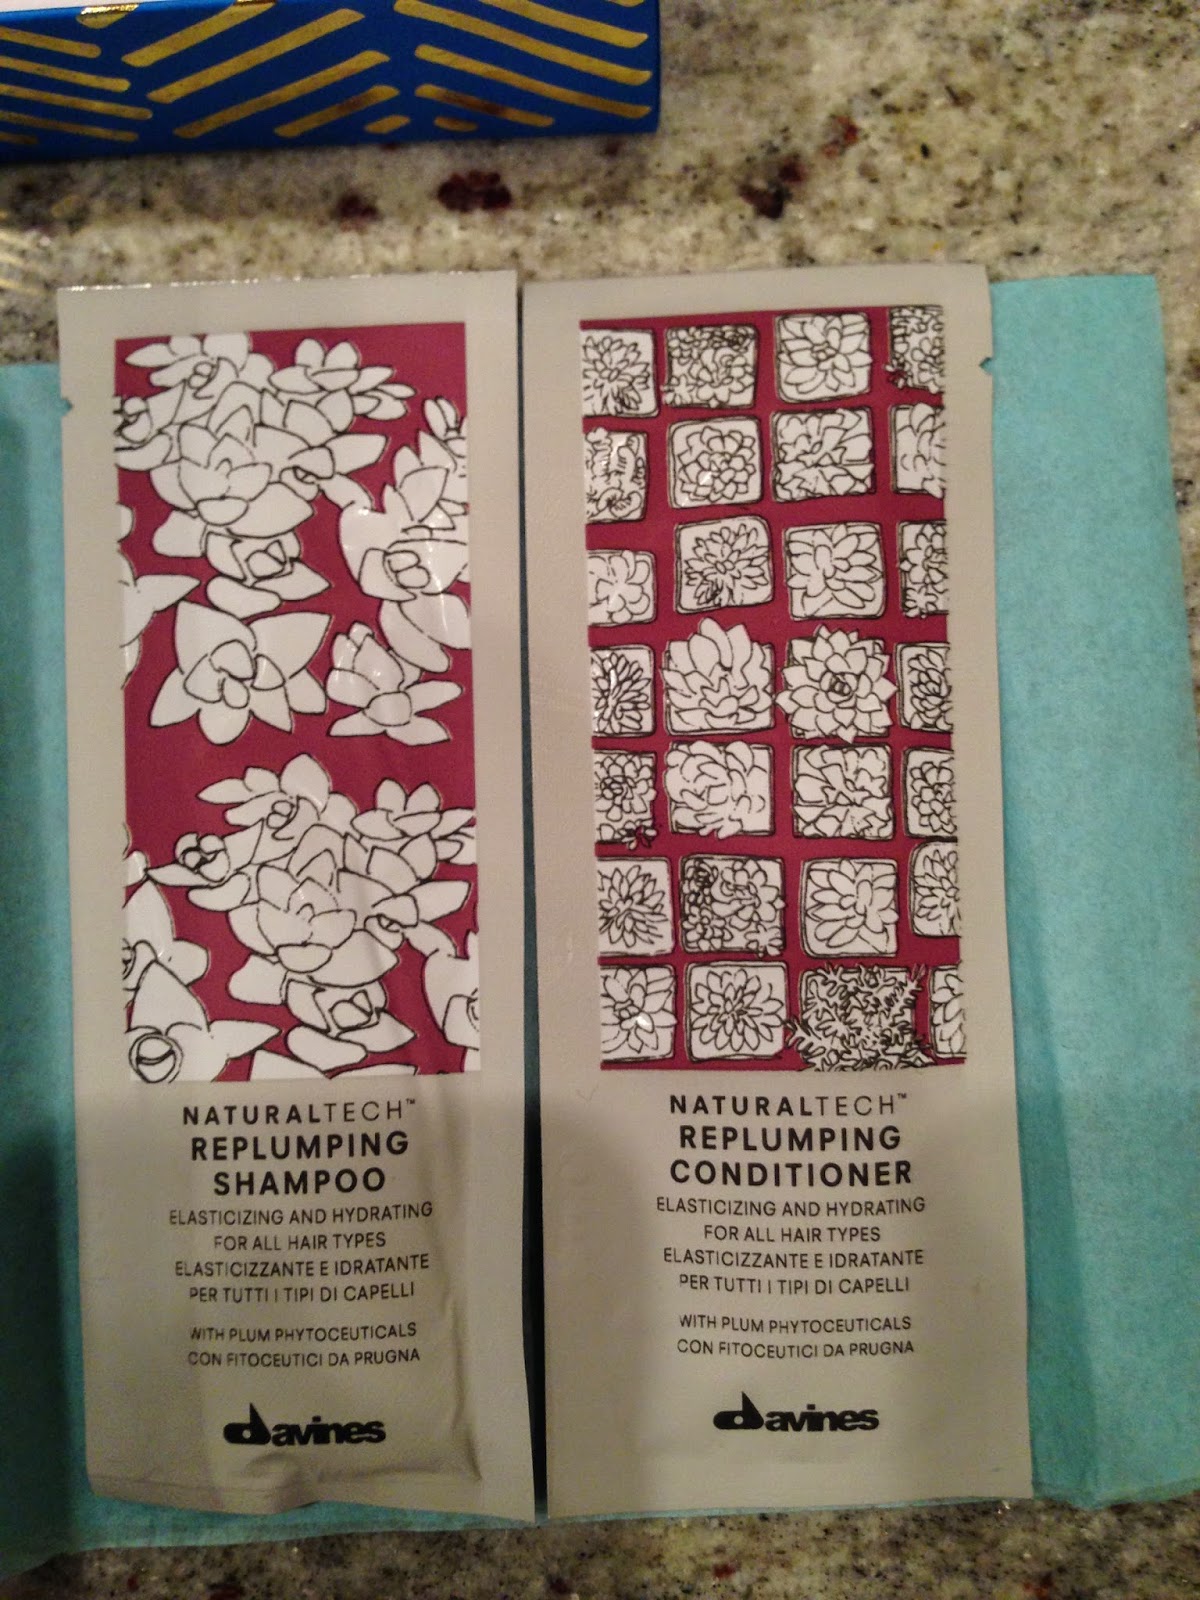 NATURALTECH™
REPLUMPING
SHAMPOO
ELASTICIZING AND HYDRATING
FOR ALL HAIR TYPES
ELASTICIZZANTE E IDRATANTE
PER TUTTI I TIPI DI CAPELLI
WITH PLUM PHYTOCEUTICALS
CON FITOCEUTICI DA PRUGNA
davines
NATURALTECH™
REPLUMPING
CONDITIONER
ELASTICIZING AND HYDRATING
FOR ALL HAIR TYPES
ELASTICIZZANTE E IDRATANTE
PER TUTTI I TIPI DI CAPELLI
WITH PLUM PHYTOCEUTICALS
CON FITOCEUTICI DA PRUGNA
davines